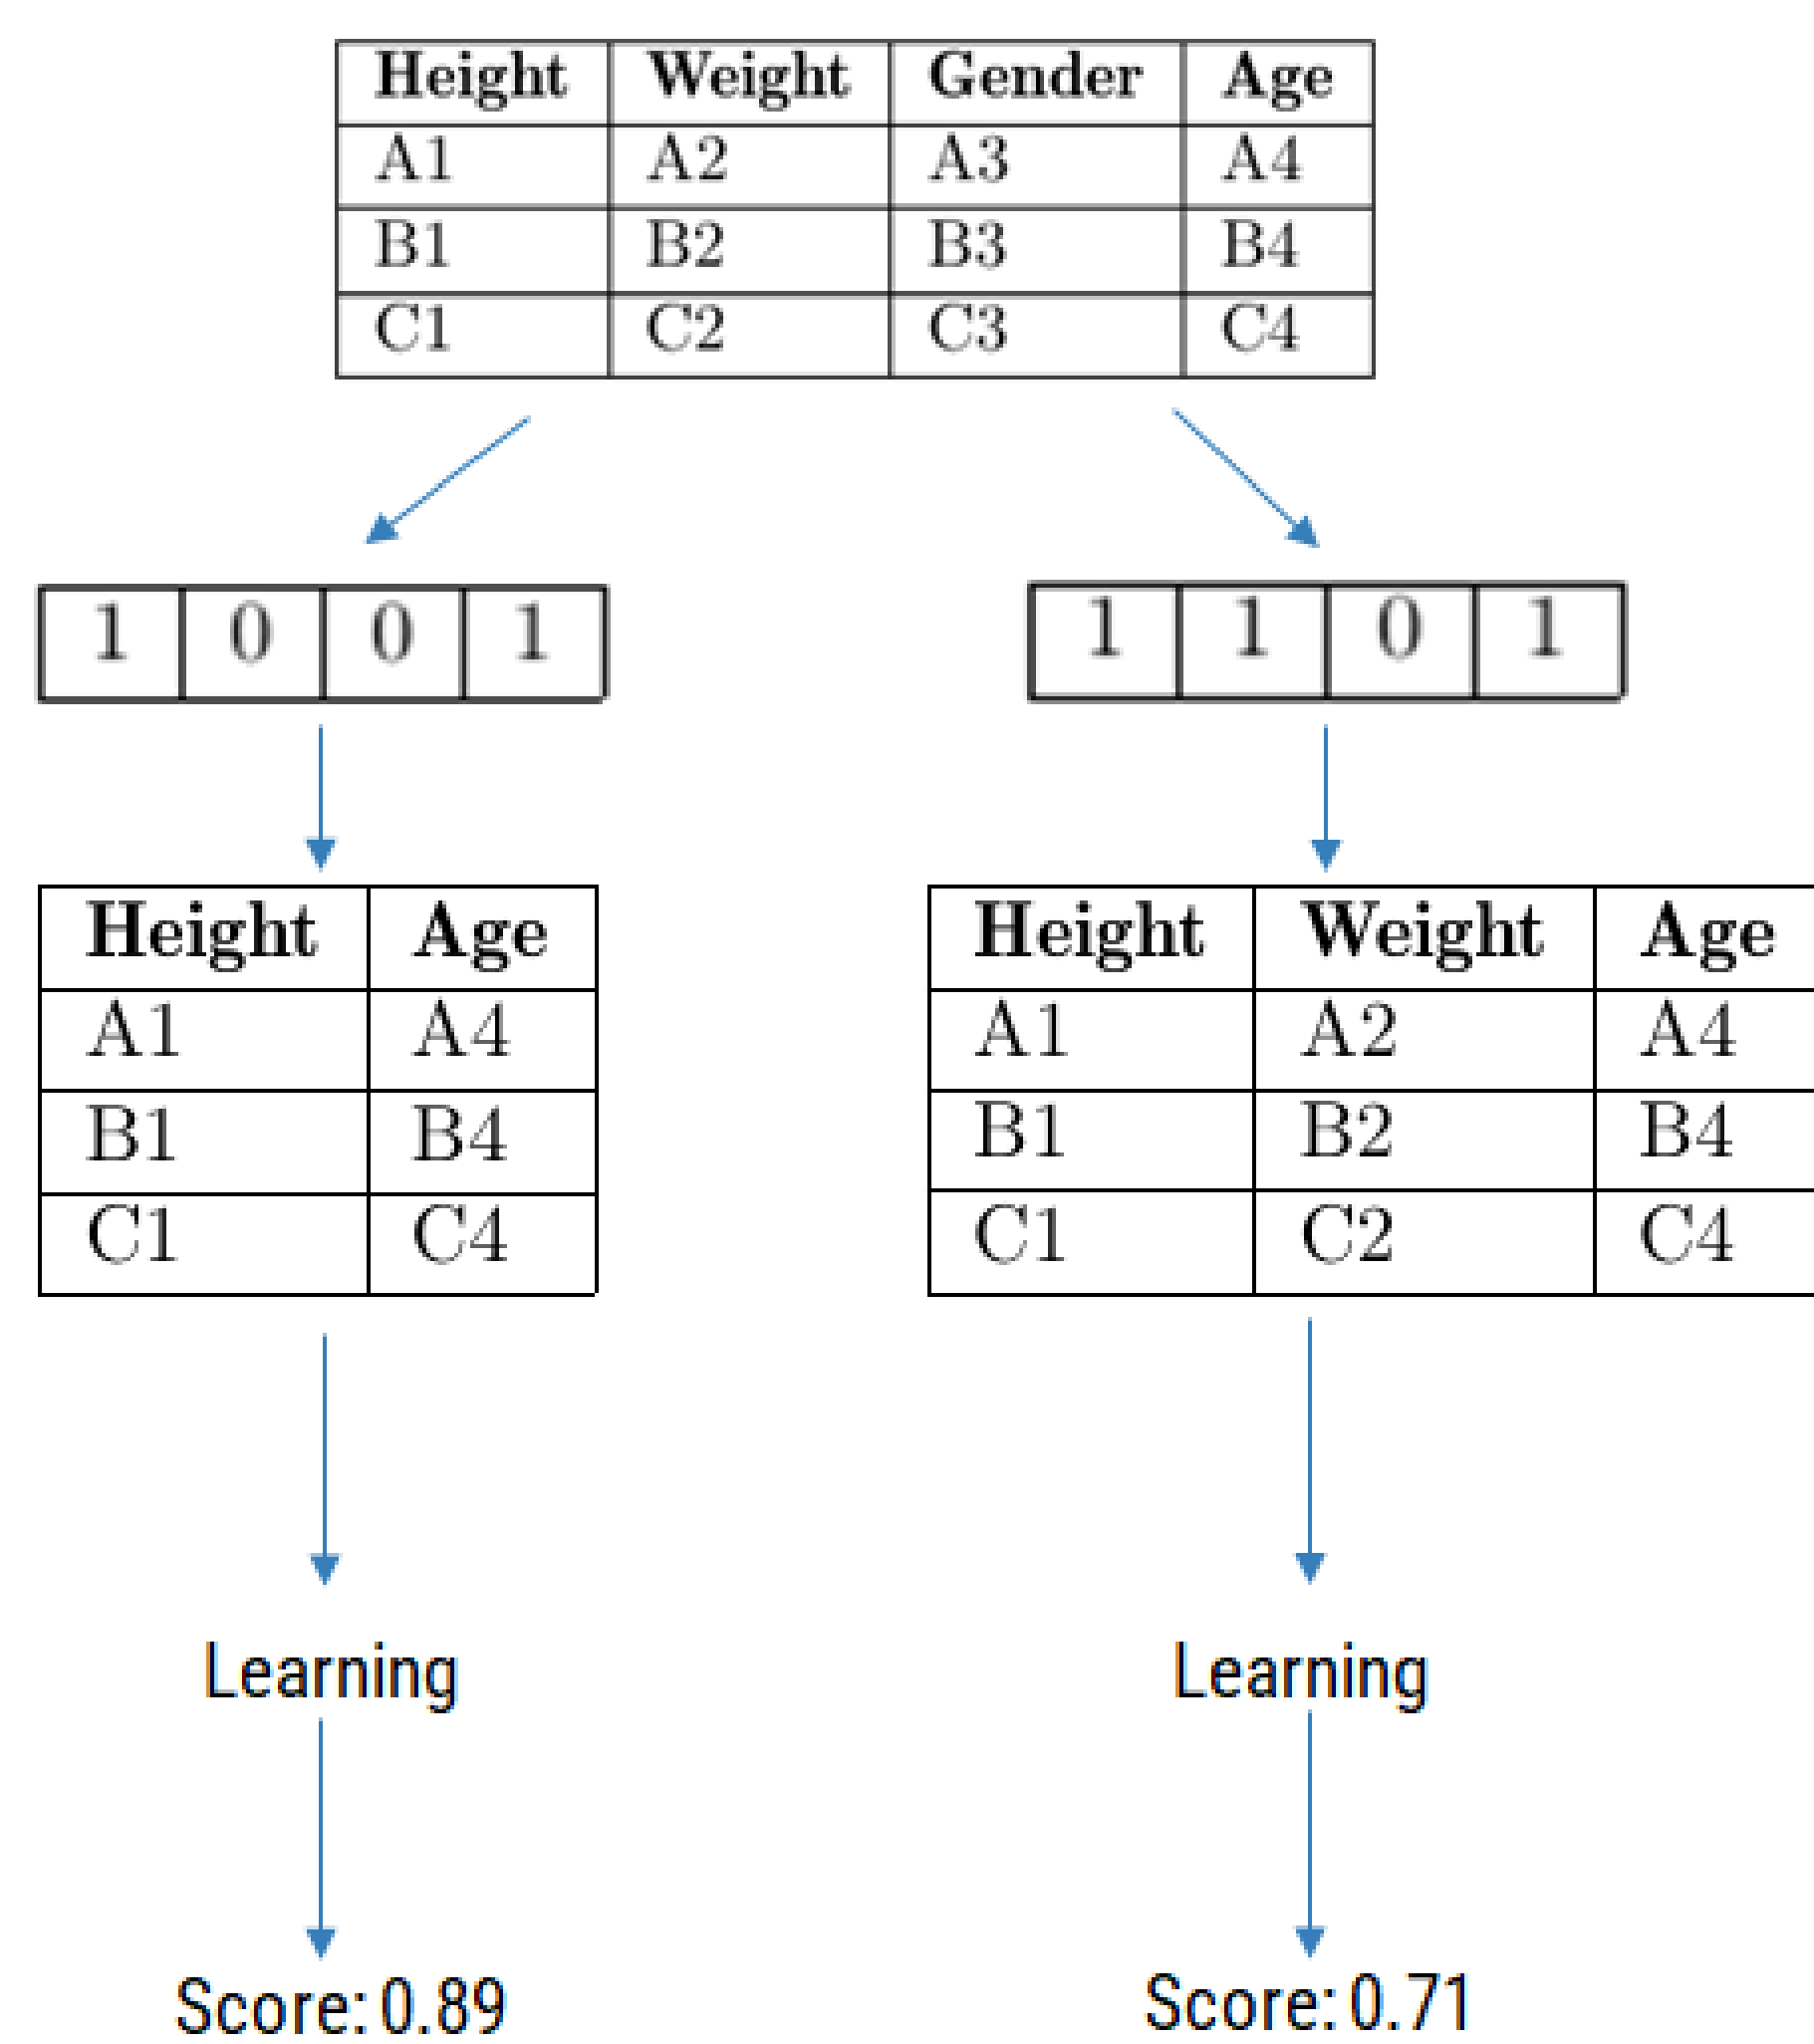 Height Weight Gender Age
A1 A2 A3 A4
B1 B2 B3 B4
C1 C2 C3 C4
1 0 0 1
1 1 0 1
Height Age
A1 A4
B1 B4
C1 C4
Height Weight Age
A1 A2 A4
B1 B2 B4
C1 C2 C4
Learning
Learning
Score: 0.89
Score: 0.71